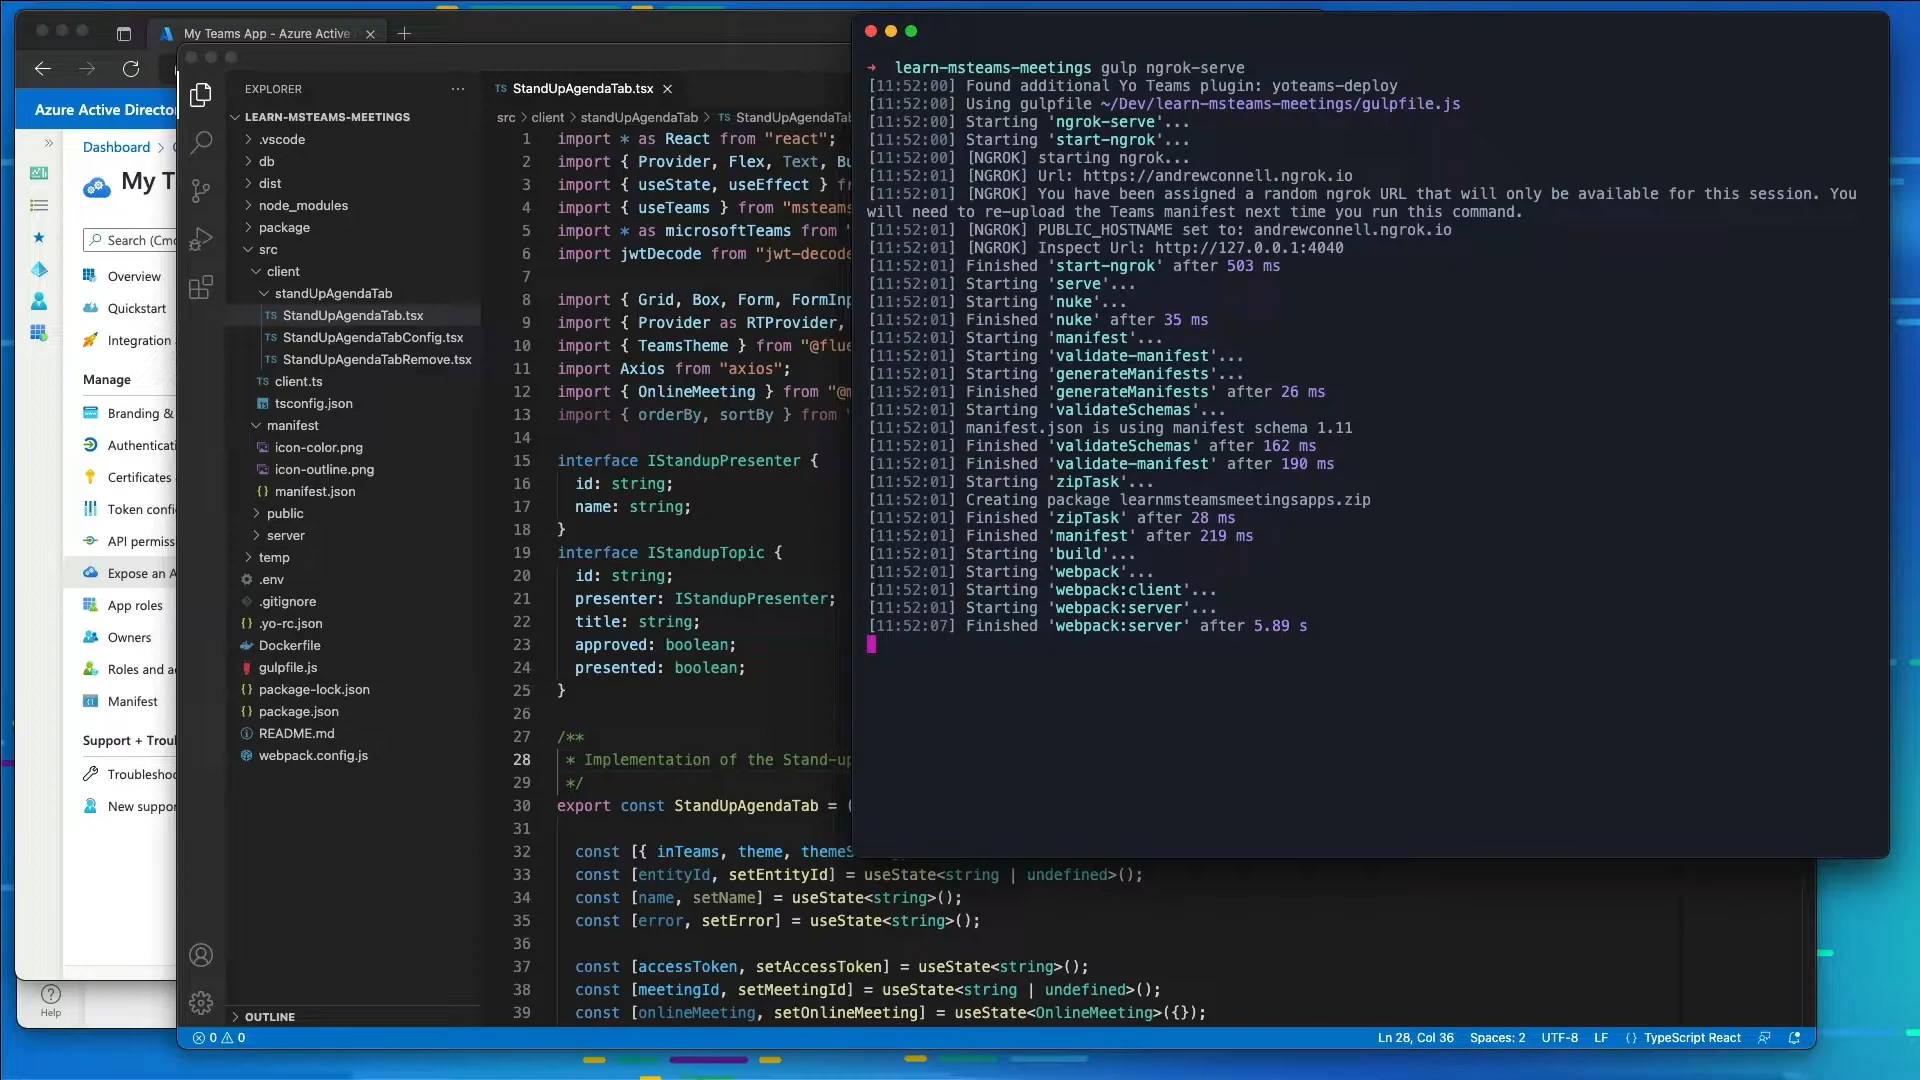 My Teams App - Azure Active
Azure Active Directo
Dashboard >
My T
Search (Cmd
Overview
Quickstart
Integration
Manage
Branding &
Authenticati
Certificates
Token confi
API permiss
Expose an A
App roles
Owners
Roles and a
Manifest
Support + Trou
Troubleshoo
New suppor
Help
EXPLORER
LEARN-MSTEAMS-MEETINGS
.vscode
db
dist
node_modules
package
src
client
standUpAgendaTab
TS StandUpAgendaTab.tsx
TS StandUpAgendaTabConfig.tsx
TS StandUpAgendaTabRemove.tsx
TS client.ts
tsconfig.json
manifest
icon-color.png
icon-outline.png
{} manifest.json
public
server
temp
.env
.gitignore
{} .yo-rc.json
Dockerfile
gulpfile.js
{} package-lock.json
{} package.json
README.md
webpack.config.js
OUTLINE
TS StandUpAgendaTab.tsx
src > client > standUpAgendaTab > TS StandUpAgendaTab
1 import * as React from "react";
2 import { Provider, Flex, Text, Bu
3 import { useState, useEffect } fr
4 import { useTeams } from "msteams
5 import * as microsoftTeams from "
6 import jwtDecode from "jwt-decode
7
8 import { Grid, Box, Form, FormInp
9 import { Provider as RTProvider,
10 import { TeamsTheme } from "@flue
11 import Axios from "axios";
12 import { OnlineMeeting } from "@m
13 import { orderBy, sortBy } from "
14
15 interface IStandupPresenter {
16 id: string;
17 name: string;
18 }
19 interface IStandupTopic {
20 id: string;
21 presenter: IStandupPresenter;
22 title: string;
23 approved: boolean;
24 presented: boolean;
25 }
26
27 /**
28 * Implementation of the Stand-up
29 */
30 export const StandUpAgendaTab = (
31
32 const [{ inTeams, theme, themeS
33 const [entityId, setEntityId] = useState<string | undefined>();
34 const [name, setName] = useState<string>();
35 const [error, setError] = useState<string>();
36
37 const [accessToken, setAccessToken] = useState<string>();
38 const [meetingId, setMeetingId] = useState<string | undefined>();
39 const [onlineMeeting, setOnlineMeeting] = useState<OnlineMeeting>({});
0 0
Ln 28, Col 36 Spaces: 2 UTF-8 LF {} TypeScript React
➜ learn-msteams-meetings gulp ngrok-serve
[11:52:00] Found additional Yo Teams plugin: yoteams-deploy
[11:52:00] Using gulpfile ~/Dev/learn-msteams-meetings/gulpfile.js
[11:52:00] Starting 'ngrok-serve'...
[11:52:00] Starting 'start-ngrok'...
[11:52:00] [NGROK] starting ngrok...
[11:52:01] [NGROK] Url: https://andrewconnell.ngrok.io
[11:52:01] [NGROK] You have been assigned a random ngrok URL that will only be available for this session. You
will need to re-upload the Teams manifest next time you run this command.
[11:52:01] [NGROK] PUBLIC_HOSTNAME set to: andrewconnell.ngrok.io
[11:52:01] [NGROK] Inspect Url: http://127.0.0.1:4040
[11:52:01] Finished 'start-ngrok' after 503 ms
[11:52:01] Starting 'serve'...
[11:52:01] Starting 'nuke'...
[11:52:01] Finished 'nuke' after 35 ms
[11:52:01] Starting 'manifest'...
[11:52:01] Starting 'validate-manifest'...
[11:52:01] Starting 'generateManifests'...
[11:52:01] Finished 'generateManifests' after 26 ms
[11:52:01] Starting 'validateSchemas'...
[11:52:01] manifest.json is using manifest schema 1.11
[11:52:01] Finished 'validateSchemas' after 162 ms
[11:52:01] Finished 'validate-manifest' after 190 ms
[11:52:01] Starting 'zipTask'...
[11:52:01] Creating package learnmsteamsmeetingsapps.zip
[11:52:01] Finished 'zipTask' after 28 ms
[11:52:01] Finished 'manifest' after 219 ms
[11:52:01] Starting 'build'...
[11:52:01] Starting 'webpack'...
[11:52:01] Starting 'webpack:client'...
[11:52:01] Starting 'webpack:server'...
[11:52:07] Finished 'webpack:server' after 5.89 s